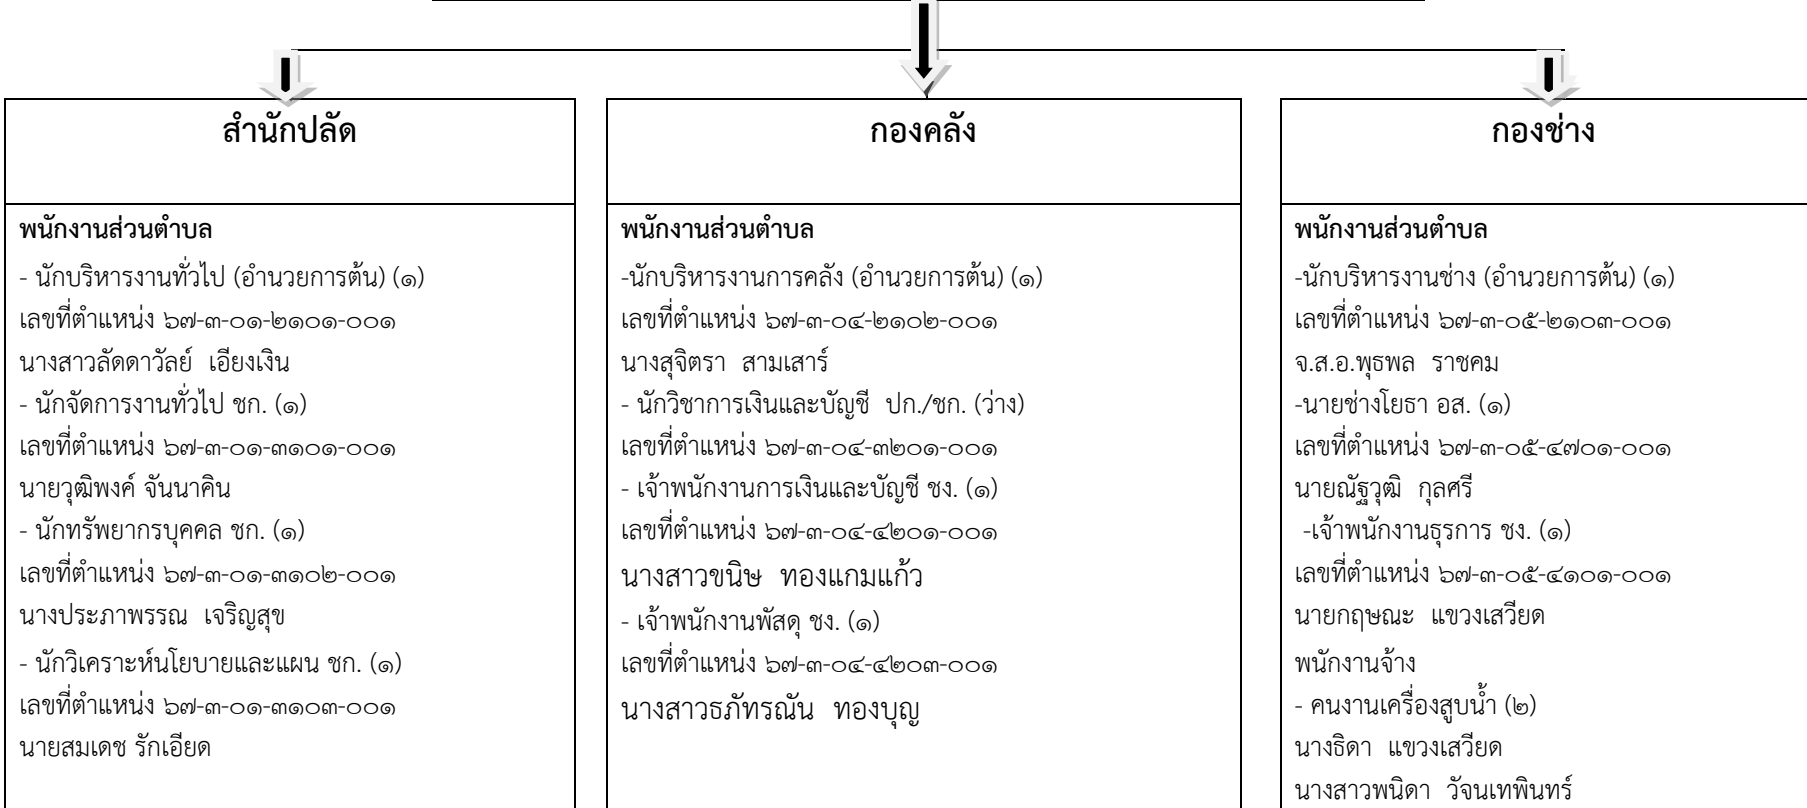 สำนักปลัด
พนักงานส่วนตำบล
- นักบริหารงานทั่วไป (อำนวยการต้น) (๑)
เลขที่ตำแหน่ง ๖๗-๓-๐๑-๒๑๐๑-๐๐๑
นางสาวลัดดาวัลย์  เอียงเงิน
- นักจัดการงานทั่วไป ชก. (๑)
เลขที่ตำแหน่ง ๖๗-๓-๐๑-๓๑๐๑-๐๐๑
นายวุฒิพงค์ จันนาคิน
- นักทรัพยากรบุคคล ชก. (๑)
เลขที่ตำแหน่ง ๖๗-๓-๐๑-๓๑๐๒-๐๐๑
นางประภาพรรณ  เจริญสุข
- นักวิเคราะห์นโยบายและแผน ชก. (๑)
เลขที่ตำแหน่ง ๖๗-๓-๐๑-๓๑๐๓-๐๐๑
นายสมเดช รักเอียด
กองคลัง
พนักงานส่วนตำบล
-นักบริหารงานการคลัง (อำนวยการต้น) (๑)
เลขที่ตำแหน่ง ๖๗-๓-๐๔-๒๑๐๒-๐๐๑
นางสุจิตรา  สามเสาร์
- นักวิชาการเงินและบัญชี  ปก./ชก. (ว่าง)
เลขที่ตำแหน่ง ๖๗-๓-๐๔-๓๒๐๑-๐๐๑
- เจ้าพนักงานการเงินและบัญชี ชง. (๑)
เลขที่ตำแหน่ง ๖๗-๓-๐๔-๔๒๐๑-๐๐๑
นางสาวขนิษ  ทองแกมแก้ว
- เจ้าพนักงานพัสดุ ชง. (๑)
เลขที่ตำแหน่ง ๖๗-๓-๐๔-๔๒๐๓-๐๐๑
นางสาวธภัทรณัน  ทองบุญ
กองช่าง
พนักงานส่วนตำบล
-นักบริหารงานช่าง (อำนวยการต้น) (๑)
เลขที่ตำแหน่ง ๖๗-๓-๐๕-๒๑๐๓-๐๐๑
จ.ส.อ.พุธพล  ราชคม
-นายช่างโยธา อส. (๑)
เลขที่ตำแหน่ง ๖๗-๓-๐๕-๔๗๐๑-๐๐๑
นายณัฐวุฒิ  กุลศรี
-เจ้าพนักงานธุรการ ชง. (๑)
เลขที่ตำแหน่ง ๖๗-๓-๐๕-๔๑๐๑-๐๐๑
นายกฤษณะ  แขวงเสวียด
พนักงานจ้าง
- คนงานเครื่องสูบน้ำ (๒)
นางธิดา  แขวงเสวียด
นางสาวพนิดา  วัจนเทพินทร์